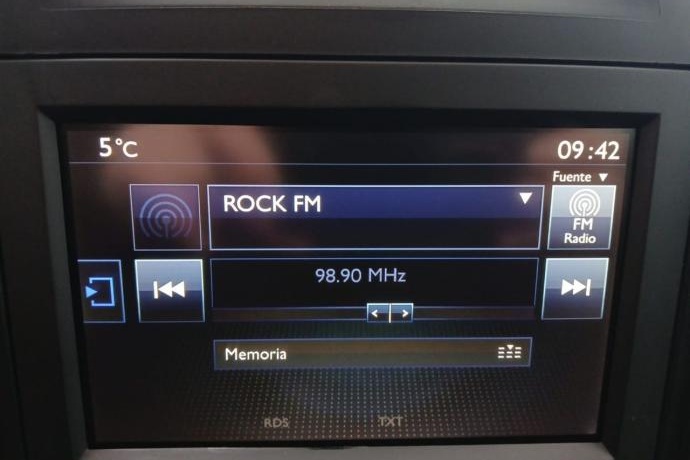 5°C 09:42
Fuente
ROCK FM
FM
Radio
98.90 MHz
Memoria
RDS TXT